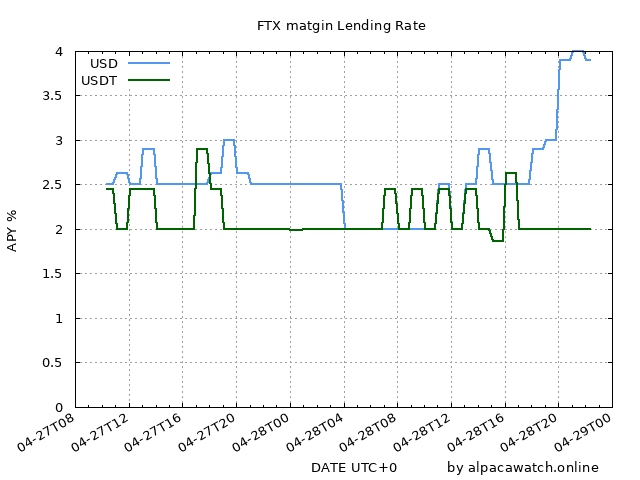 FTX matgin Lending Rate
USD
USDT
4
3.5
3
2.5
2
1.5
1
0.5
0
APY %
04-27T08
04-27T12
04-27T16
04-27T20
04-28T00
04-28T04
04-28T08
04-28T12
04-28T16
04-28T20
04-29T00
DATE UTC+0
by alpacawatch.online